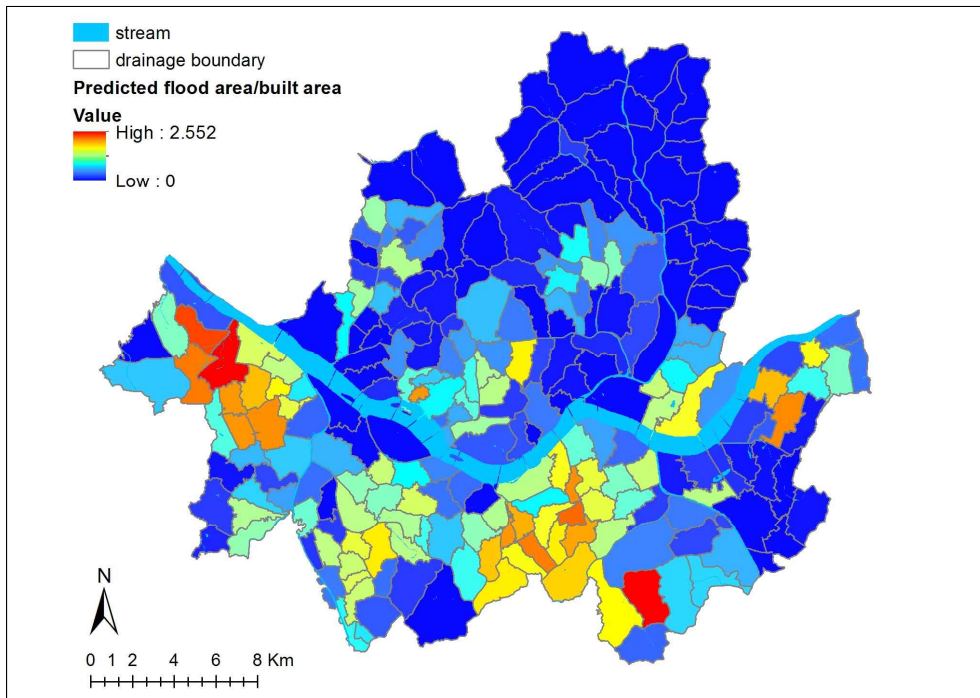 stream
drainage boundary
Predicted flood area/built area
Value
High : 2.552
Low : 0
N
0 1 2 4 6 8 Km